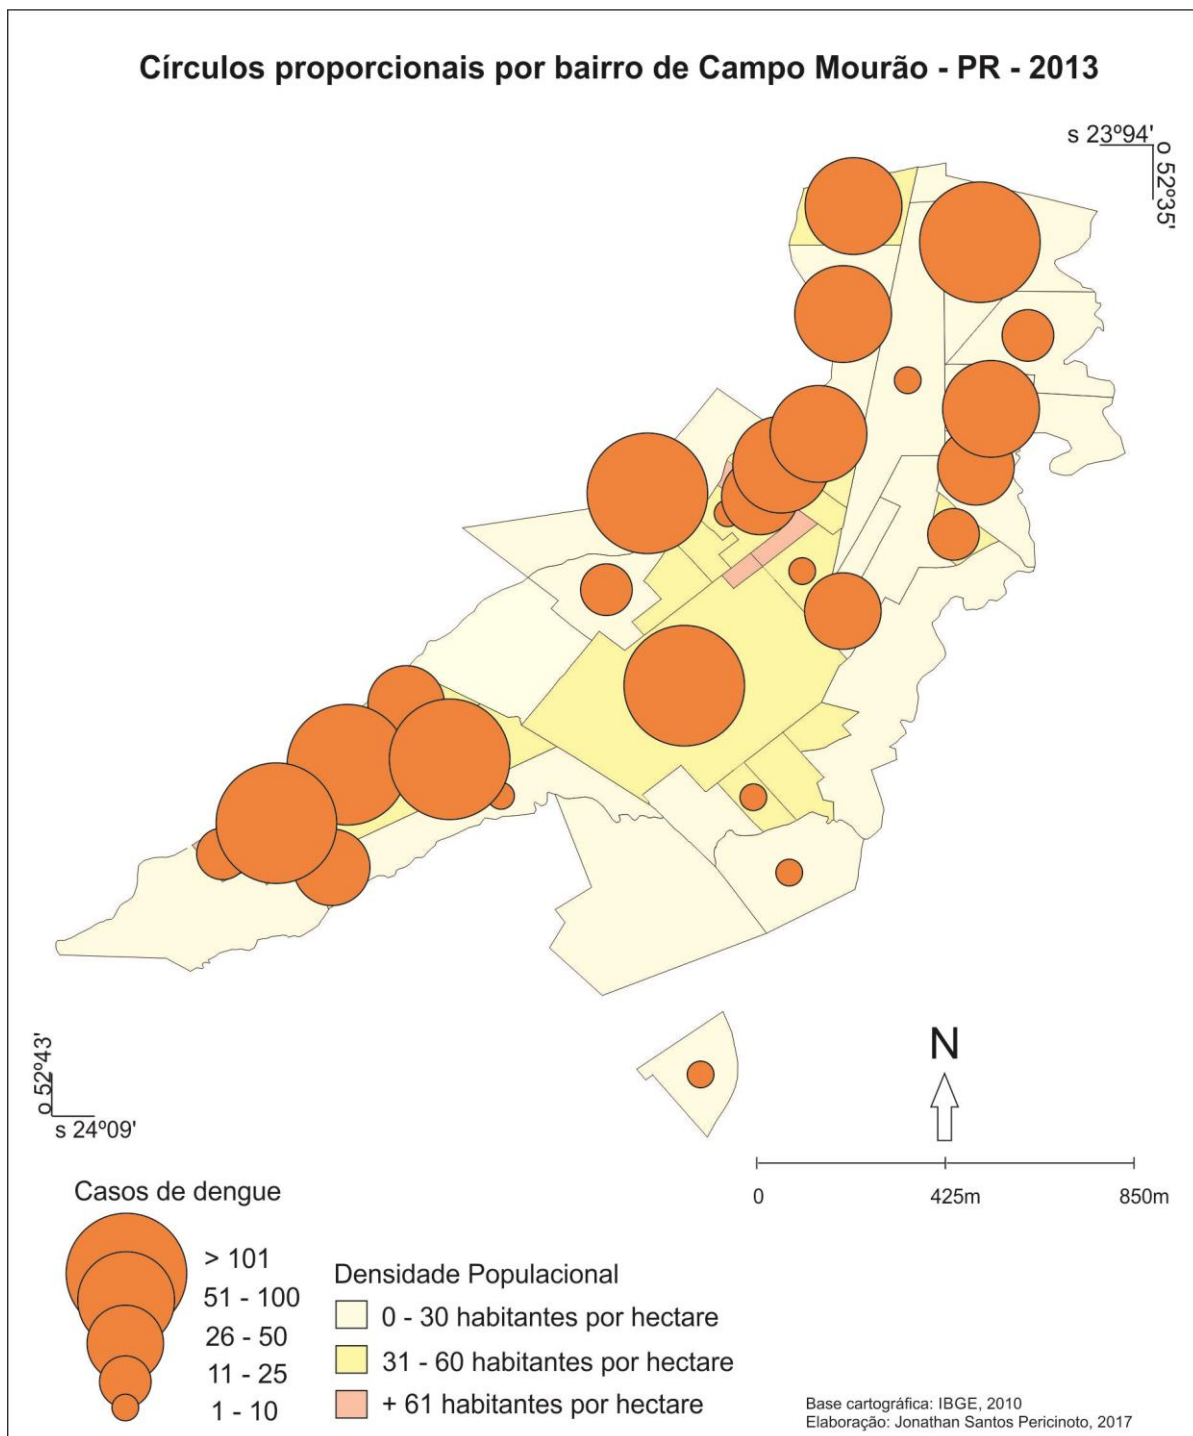 Círculos proporcionais por bairro de Campo Mourão - PR - 2013
s 23º94'
o 52º35'
o 52º43'
s 24º09'
N
0
425m
850m
Casos de dengue
> 101
51 - 100
26 - 50
11 - 25
1 - 10
Densidade Populacional
0 - 30 habitantes por hectare
31 - 60 habitantes por hectare
+ 61 habitantes por hectare
Base cartográfica: IBGE, 2010
Elaboração: Jonathan Santos Pericinoto, 2017